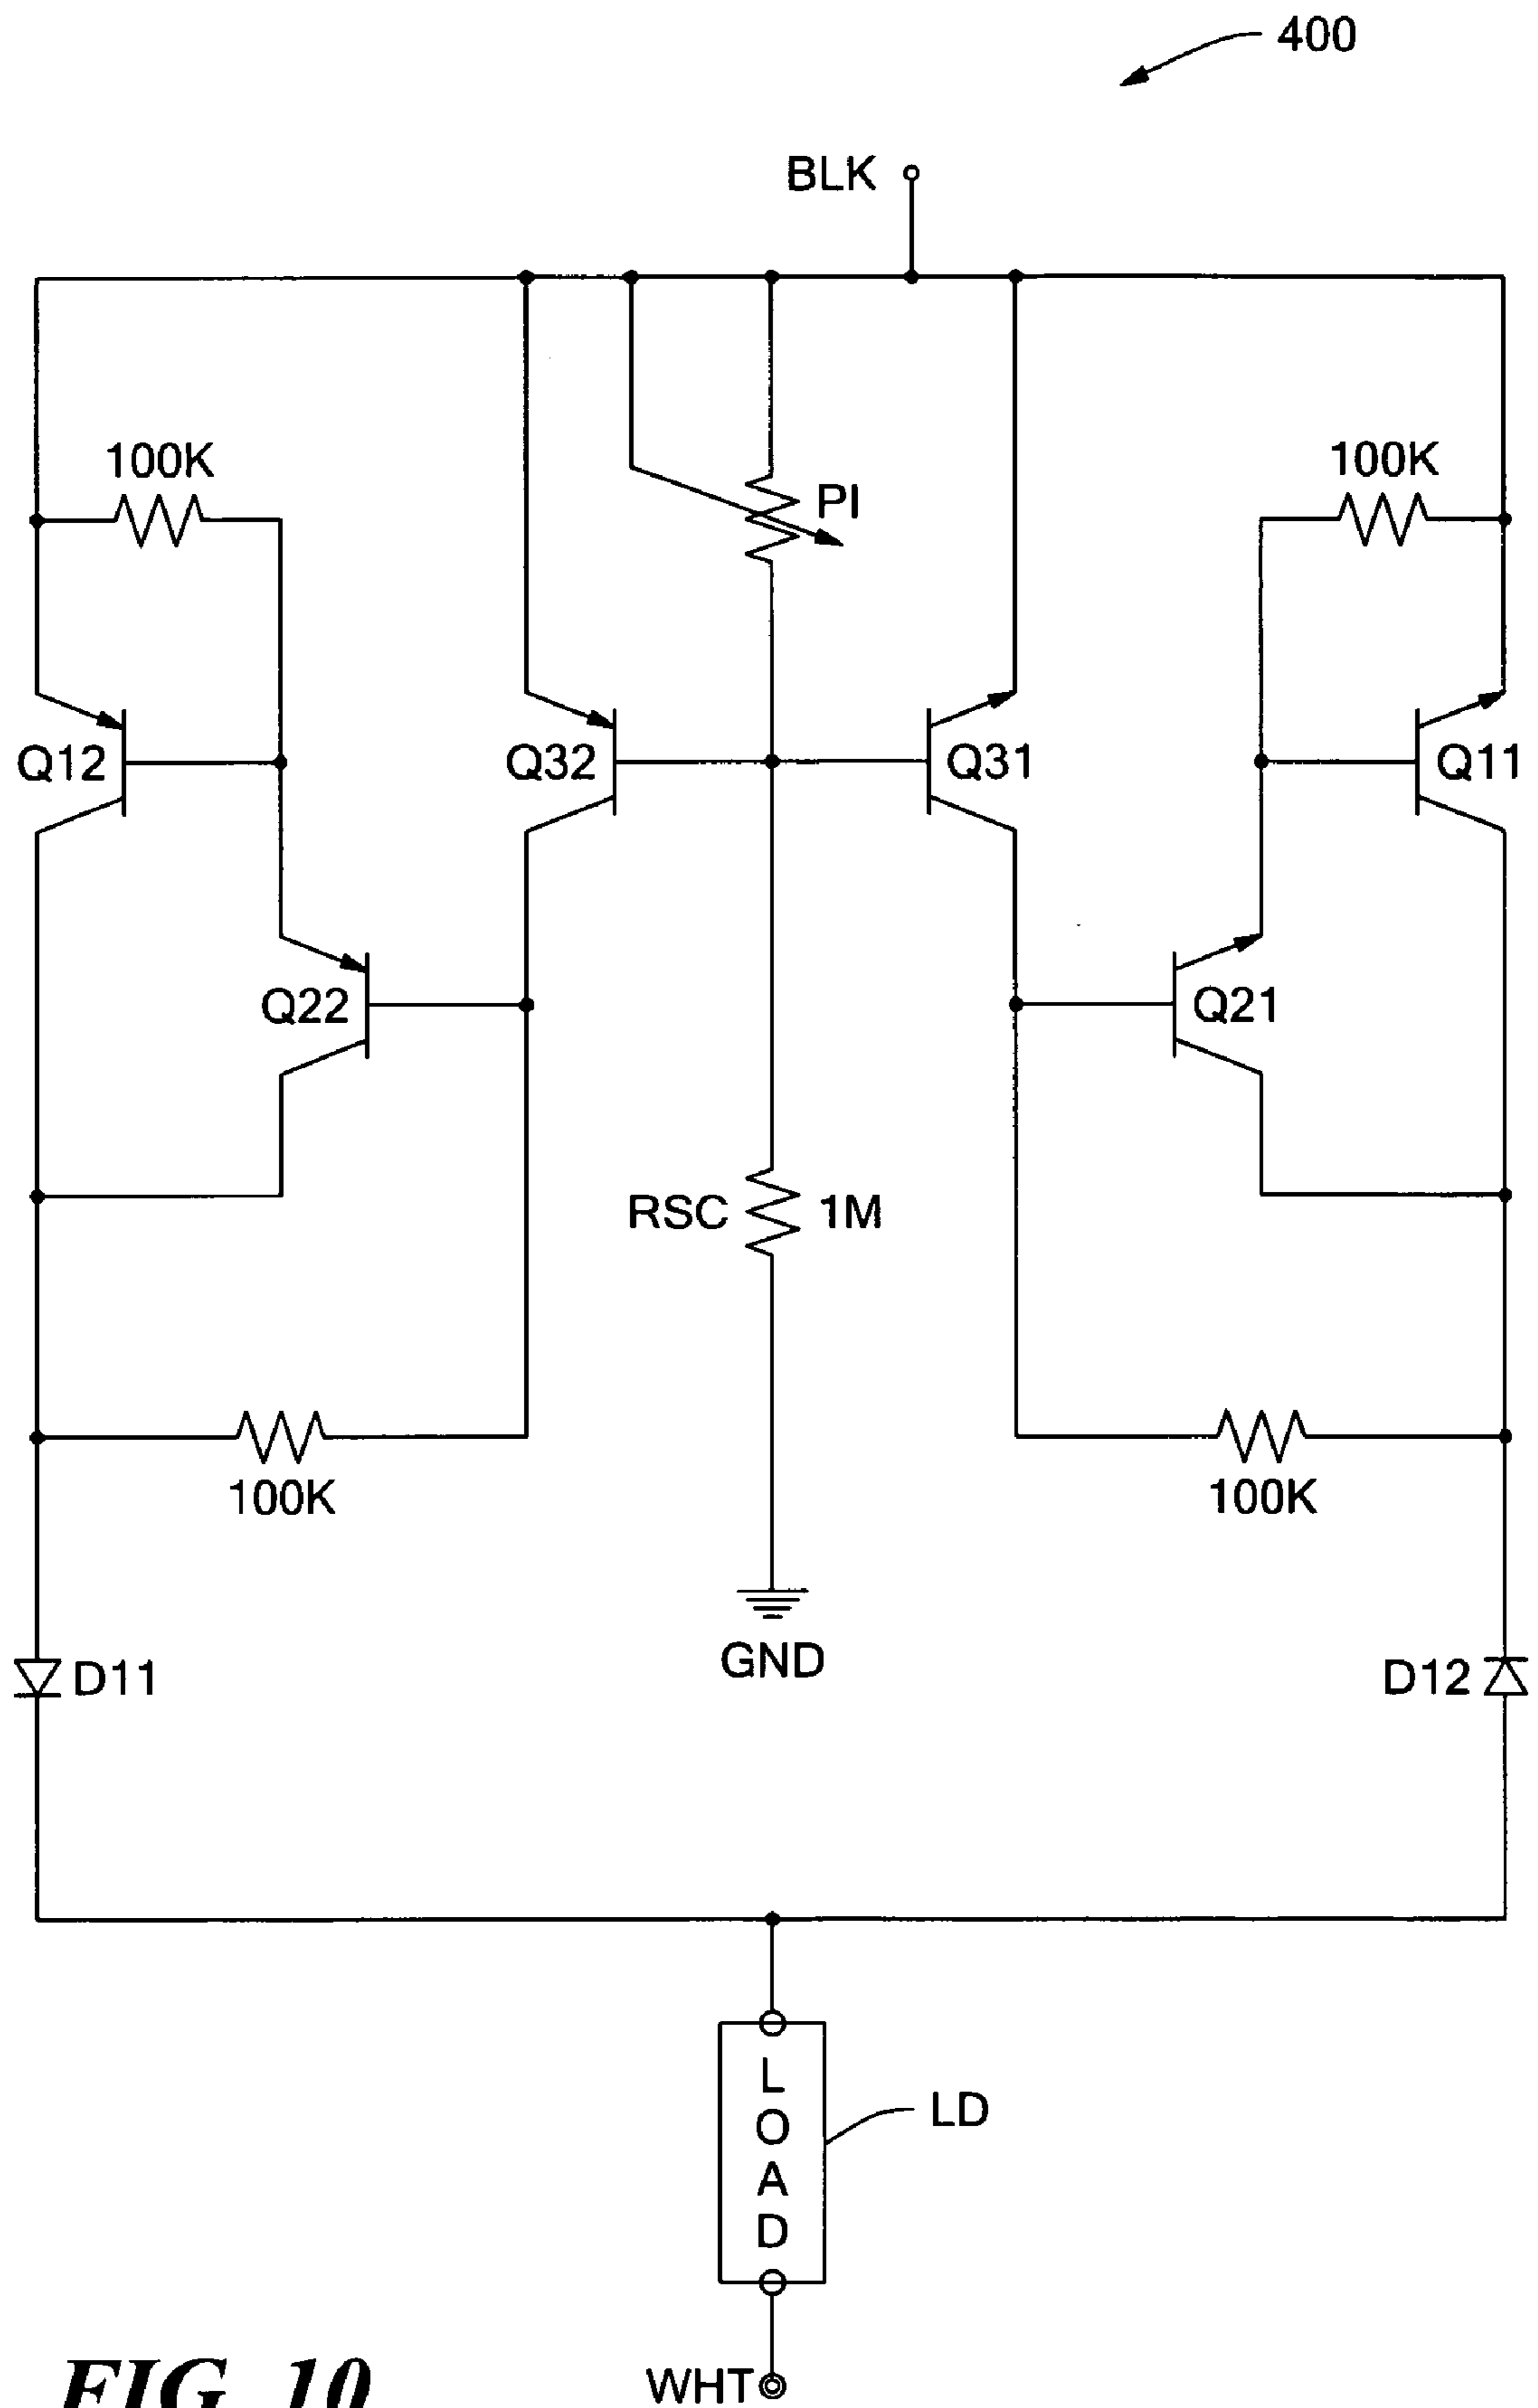 400
BLK
100K
100K
PI
Q12
Q32
Q31
Q11
Q22
Q21
RSC
1M
100K
100K
GND
D11
D12
LOAD
LD
FIG. 10
WHT